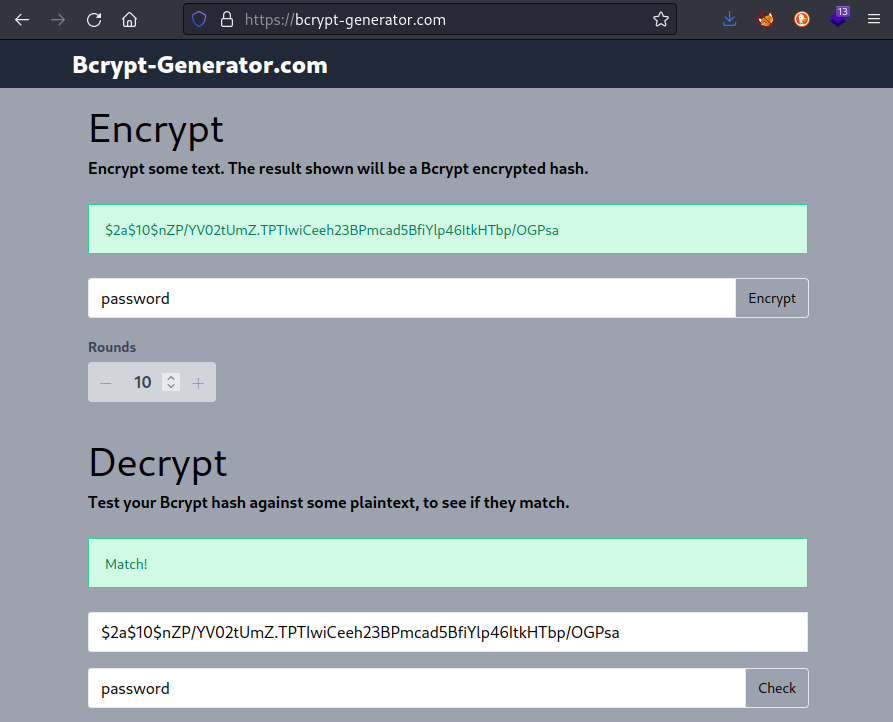 https://bcrypt-generator.com
13
Bcrypt-Generator.com
Encrypt
Encrypt some text. The result shown will be a Bcrypt encrypted hash.
$2a$10$nZP/YV02tUmZ.TPTIwiCeeh23BPmcad5BfiYlp46ItkHTbp/OGPsa
password Encrypt
Rounds
− 10 +
Decrypt
Test your Bcrypt hash against some plaintext, to see if they match.
Match!
$2a$10$nZP/YV02tUmZ.TPTIwiCeeh23BPmcad5BfiYlp46ItkHTbp/OGPsa
password Check